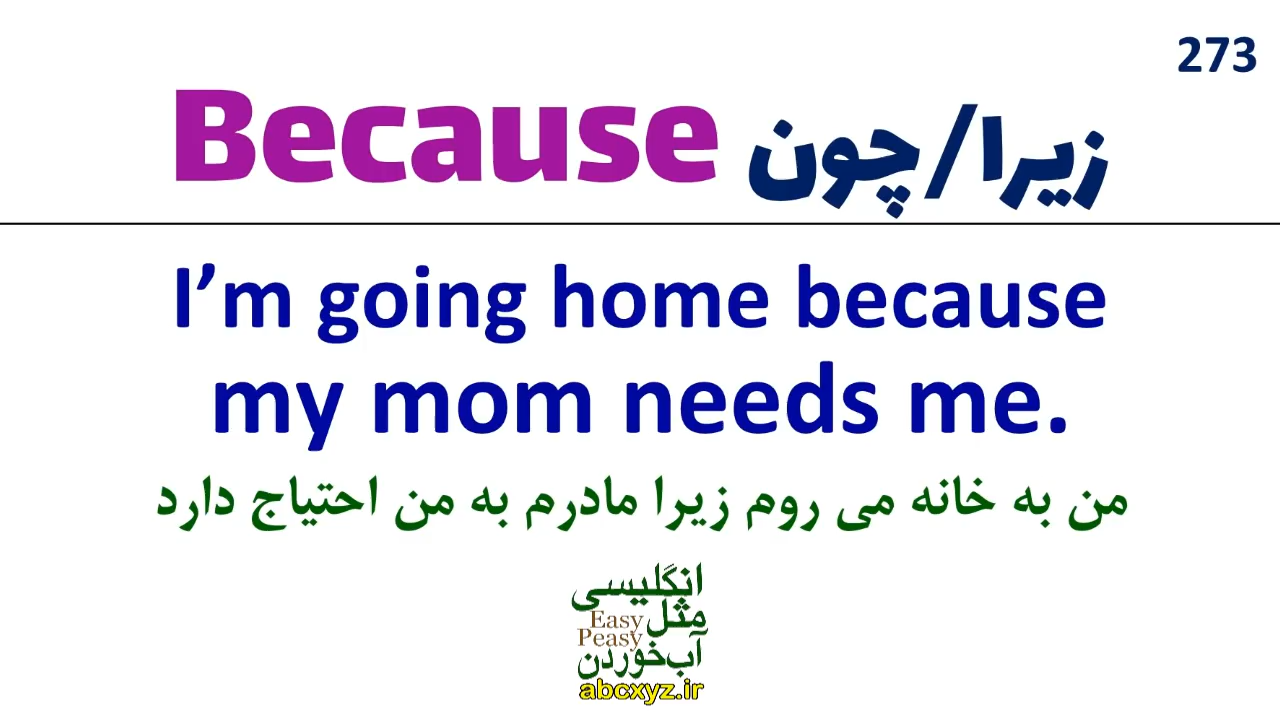 273
Because زیرا/چون
I’m going home because
my mom needs me.
من به خانه می روم زیرا مادرم به من احتیاج دارد
انگلیسی
مثل Easy
Peasy
آب‌خوردن
abcxyz.ir